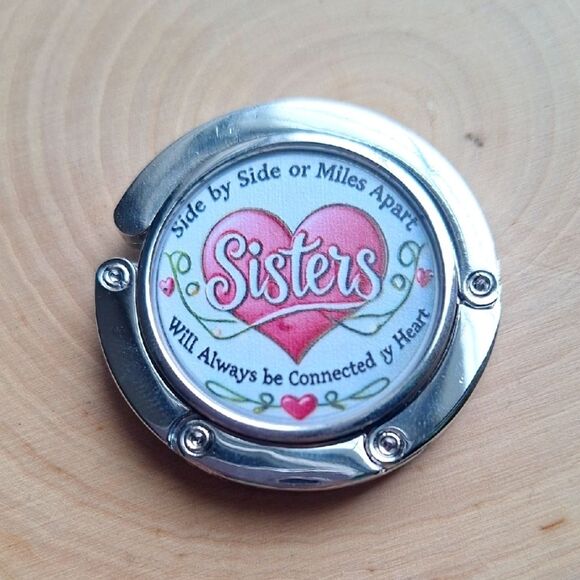 Side by Side or Miles Apart
Sisters
Will Always be Connected y Heart